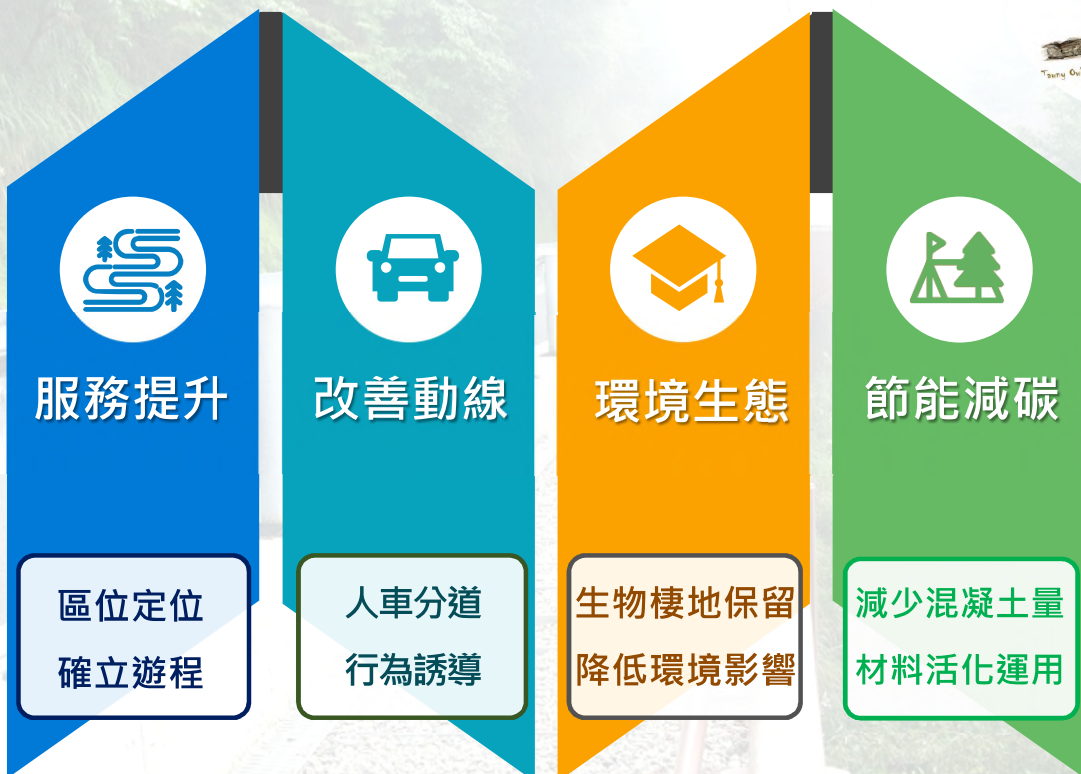 Tawny Ow
服務提升
改善動線
環境生態
節能減碳
區位定位
確立遊程
人車分道
行為誘導
生物棲地保留
降低環境影響
減少混凝土量
材料活化運用